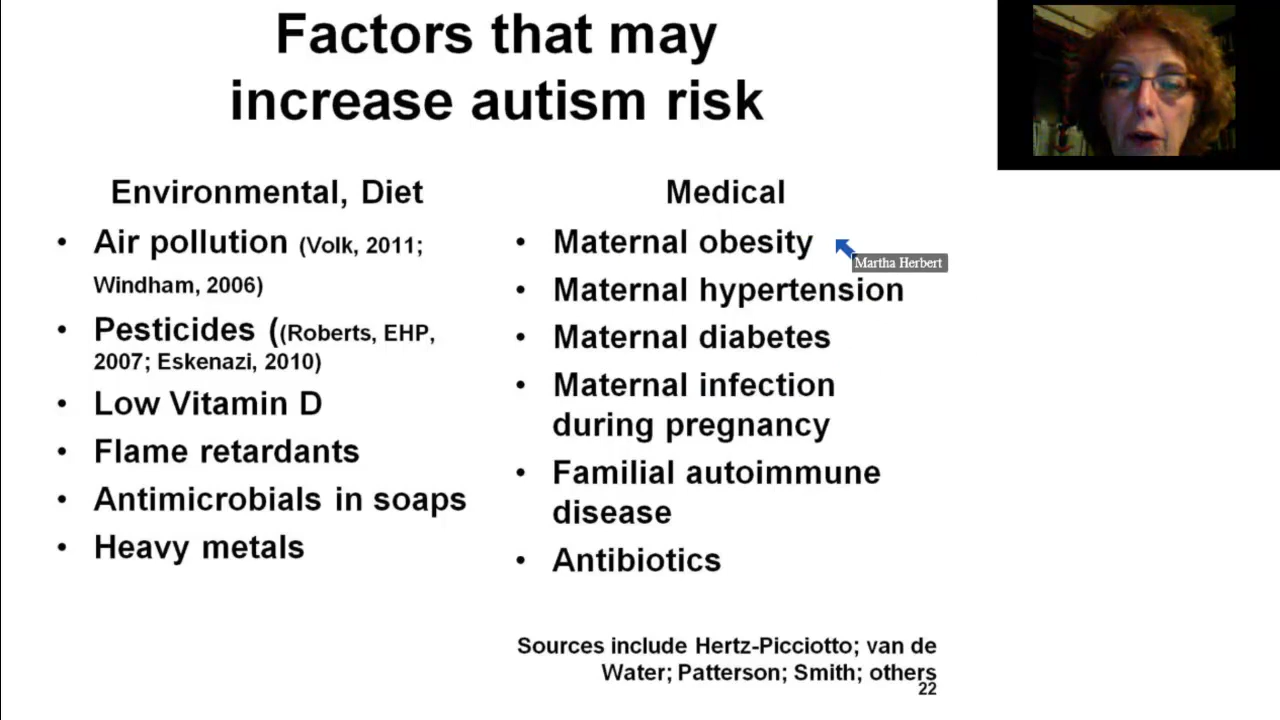 Factors that may
increase autism risk
Environmental, Diet
• Air pollution (Volk, 2011;
Windham, 2006)
• Pesticides ((Roberts, EHP,
2007; Eskenazi, 2010)
• Low Vitamin D
• Flame retardants
• Antimicrobials in soaps
• Heavy metals
Medical
• Maternal obesity
• Maternal hypertension
• Maternal diabetes
• Maternal infection
during pregnancy
• Familial autoimmune
disease
• Antibiotics
Martha Herbert
Sources include Hertz-Picciotto; van de
Water; Patterson; Smith; others
22